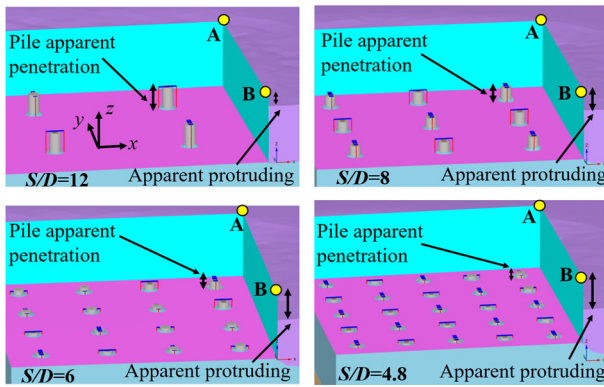 A
Pile apparent
penetration
B
z
y
x
Apparent protruding
S/D=12
A
Pile apparent
penetration
B
Apparent protruding
S/D=8
A
Pile apparent
penetration
B
S/D=6
Apparent protruding
A
Pile apparent
penetration
B
S/D=4.8
Apparent protruding